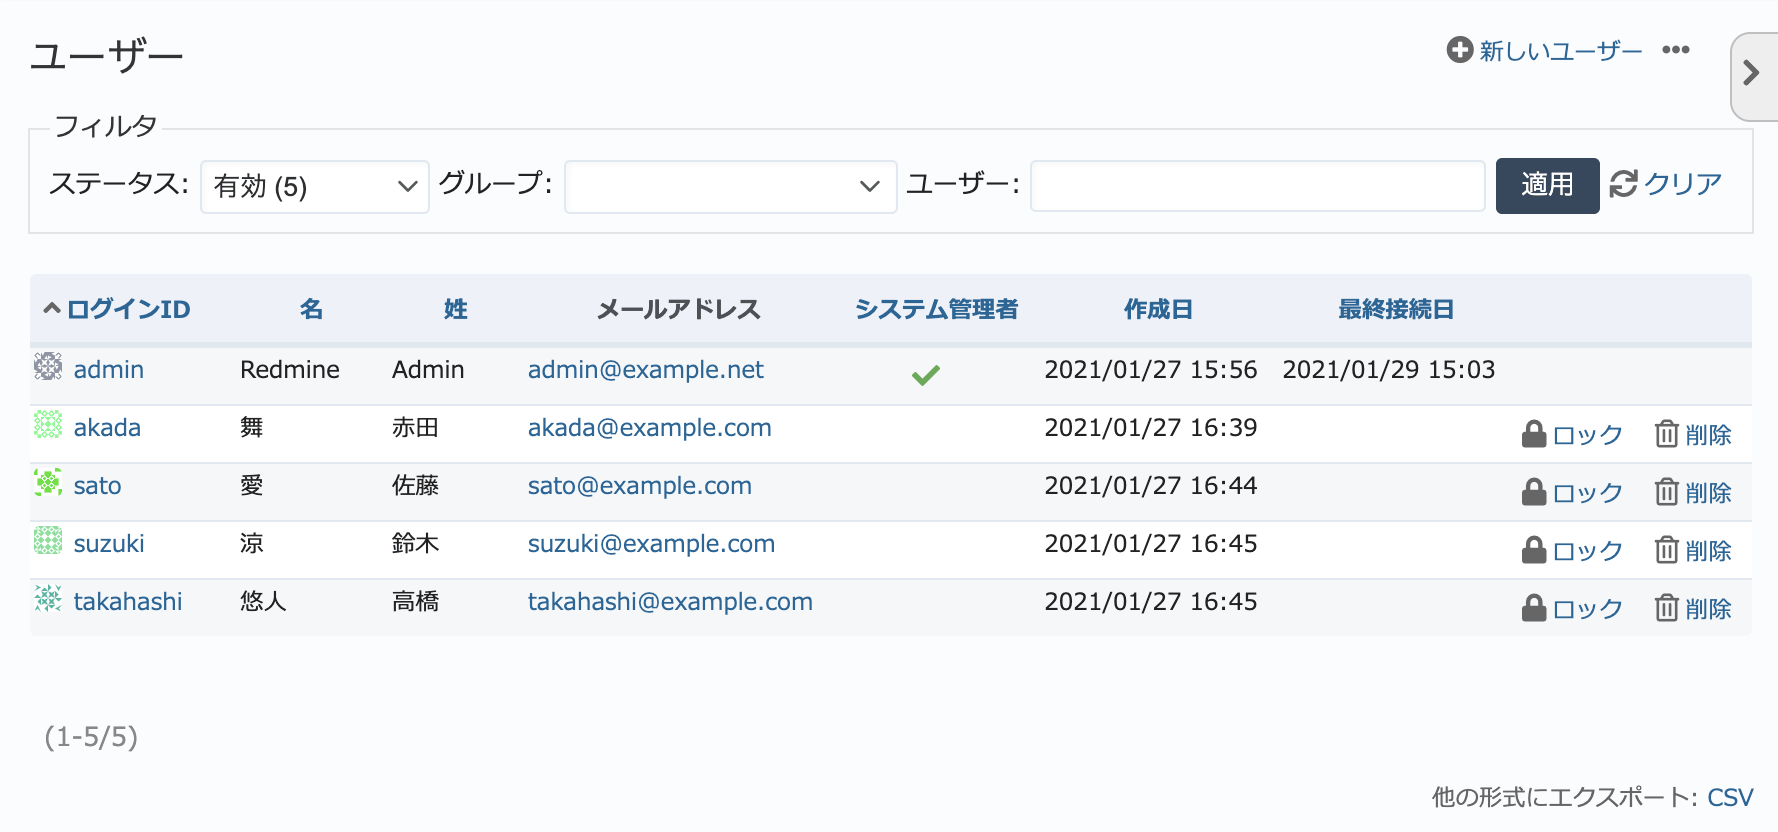 ユーザー
新しいユーザー •••
フィルタ
ステータス: 有効 (5) グループ: ユーザー: 適用 クリア
ログインID 名 姓 メールアドレス システム管理者 作成日 最終接続日
admin Redmine Admin admin@example.net 2021/01/27 15:56 2021/01/29 15:03
akada 舞 赤田 akada@example.com 2021/01/27 16:39 ロック 削除
sato 愛 佐藤 sato@example.com 2021/01/27 16:44 ロック 削除
suzuki 涼 鈴木 suzuki@example.com 2021/01/27 16:45 ロック 削除
takahashi 悠人 高橋 takahashi@example.com 2021/01/27 16:45 ロック 削除
(1-5/5)
他の形式にエクスポート: CSV